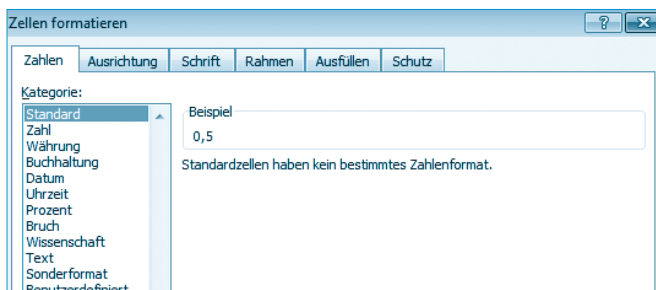 Zellen formatieren
Zahlen Ausrichtung Schrift Rahmen Ausfüllen Schutz
Kategorie:
Standard
Zahl
Währung
Buchhaltung
Datum
Uhrzeit
Prozent
Bruch
Wissenschaft
Text
Sonderformat
Benutzerdefiniert
Beispiel
0,5
Standardzellen haben kein bestimmtes Zahlenformat.